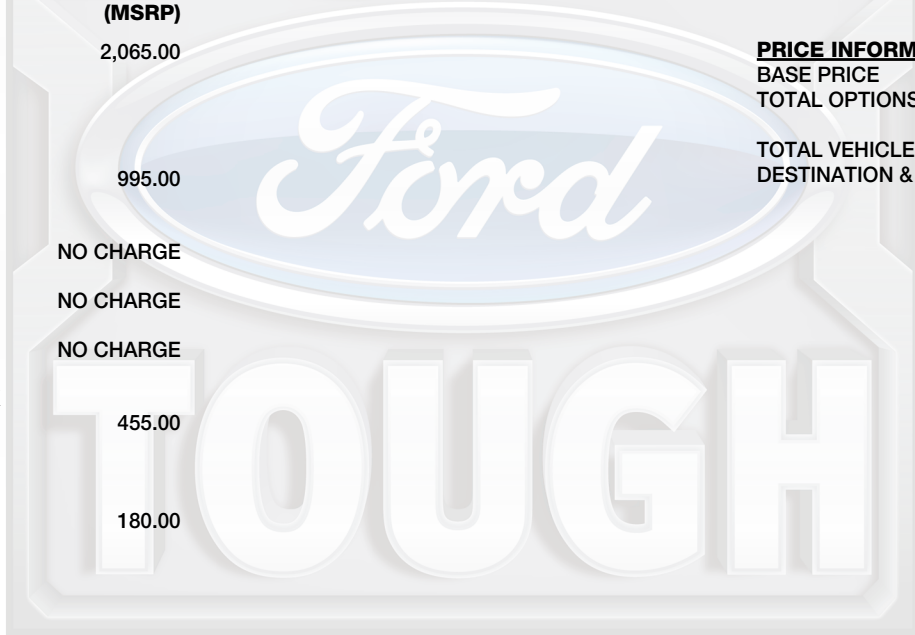 (MSRP)
2,065.00
995.00
NO CHARGE
NO CHARGE
NO CHARGE
455.00
180.00
PRICE INFORM
BASE PRICE
TOTAL OPTIONS
TOTAL VEHICLE
DESTINATION &
Ford
TOUGH